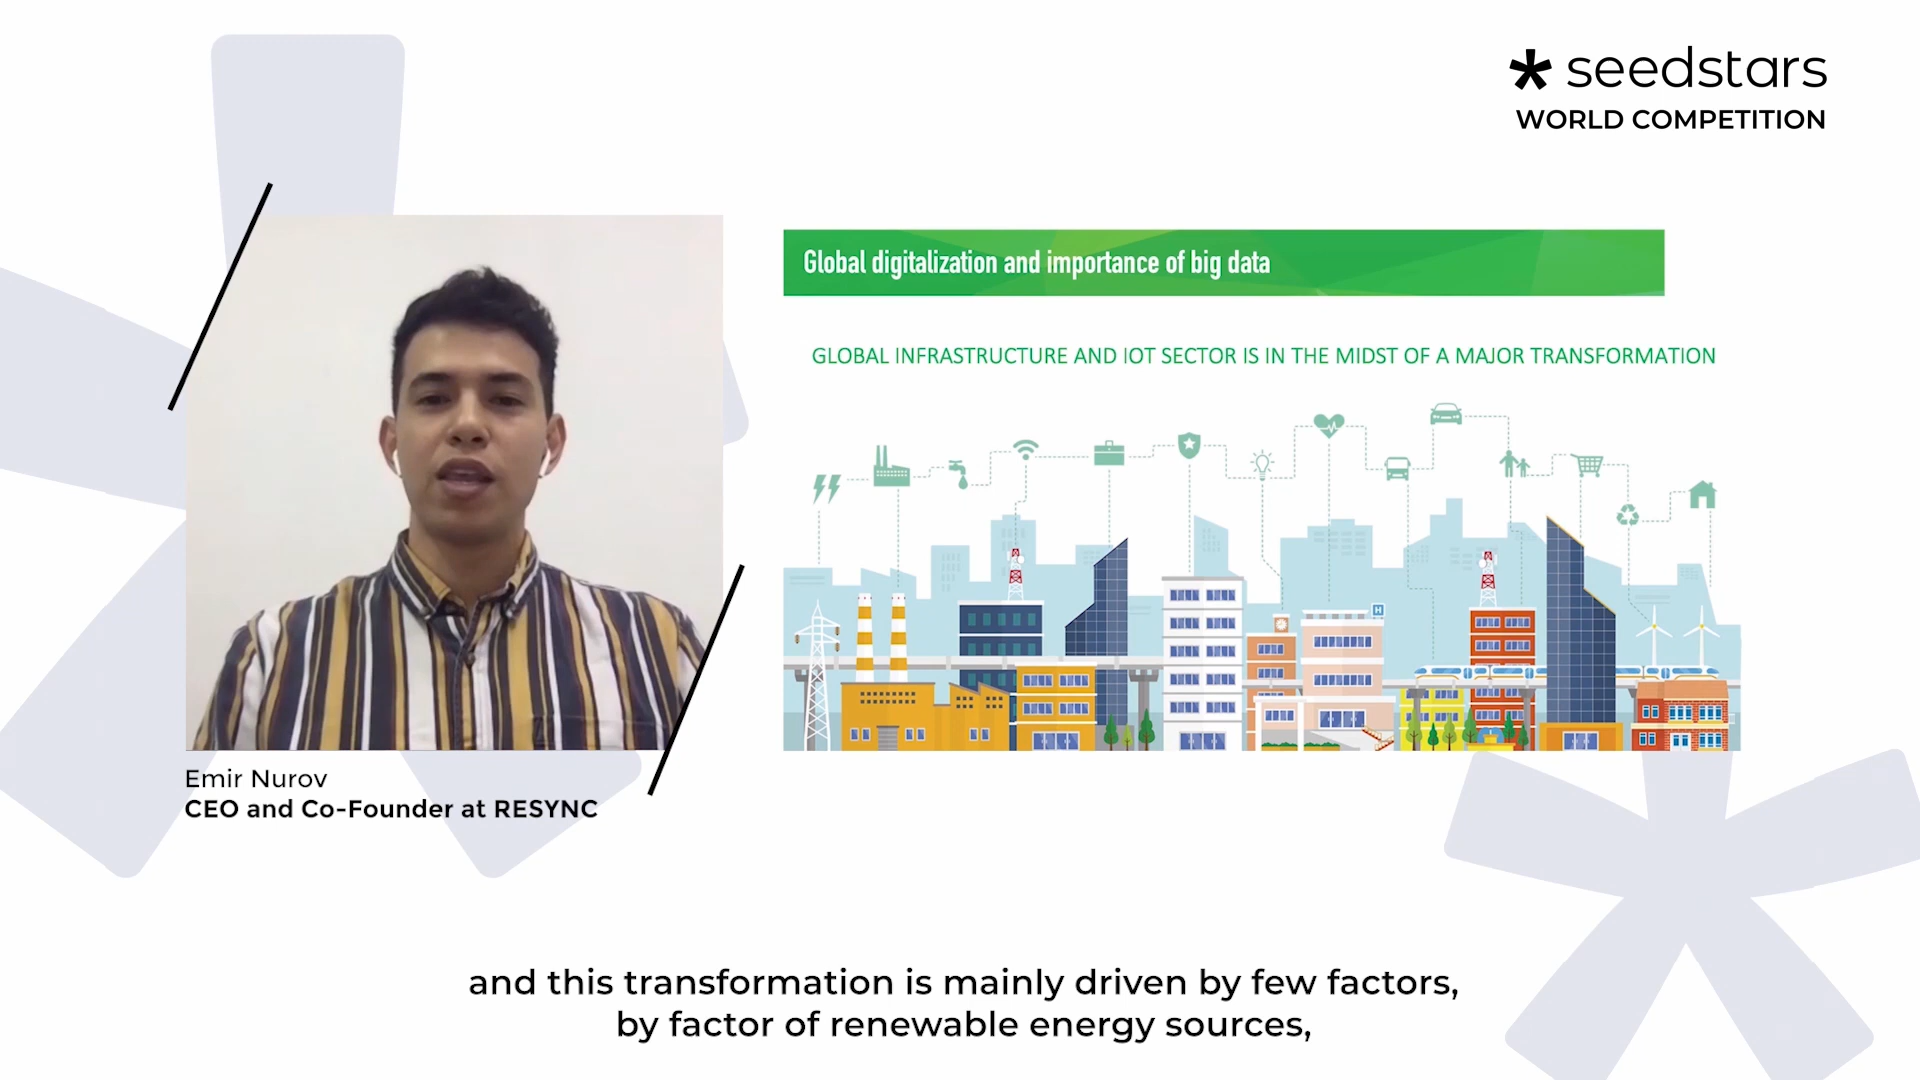 seedstars
WORLD COMPETITION
Global digitalization and importance of big data
GLOBAL INFRASTRUCTURE AND IOT SECTOR IS IN THE MIDST OF A MAJOR TRANSFORMATION
H
Emir Nurov
CEO and Co-Founder at RESYNC
and this transformation is mainly driven by few factors,
by factor of renewable energy sources,